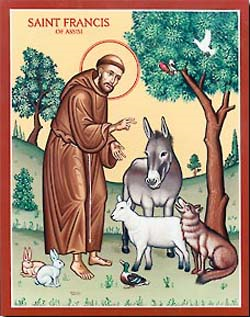 SAINT FRANCIS
OF ASSISI